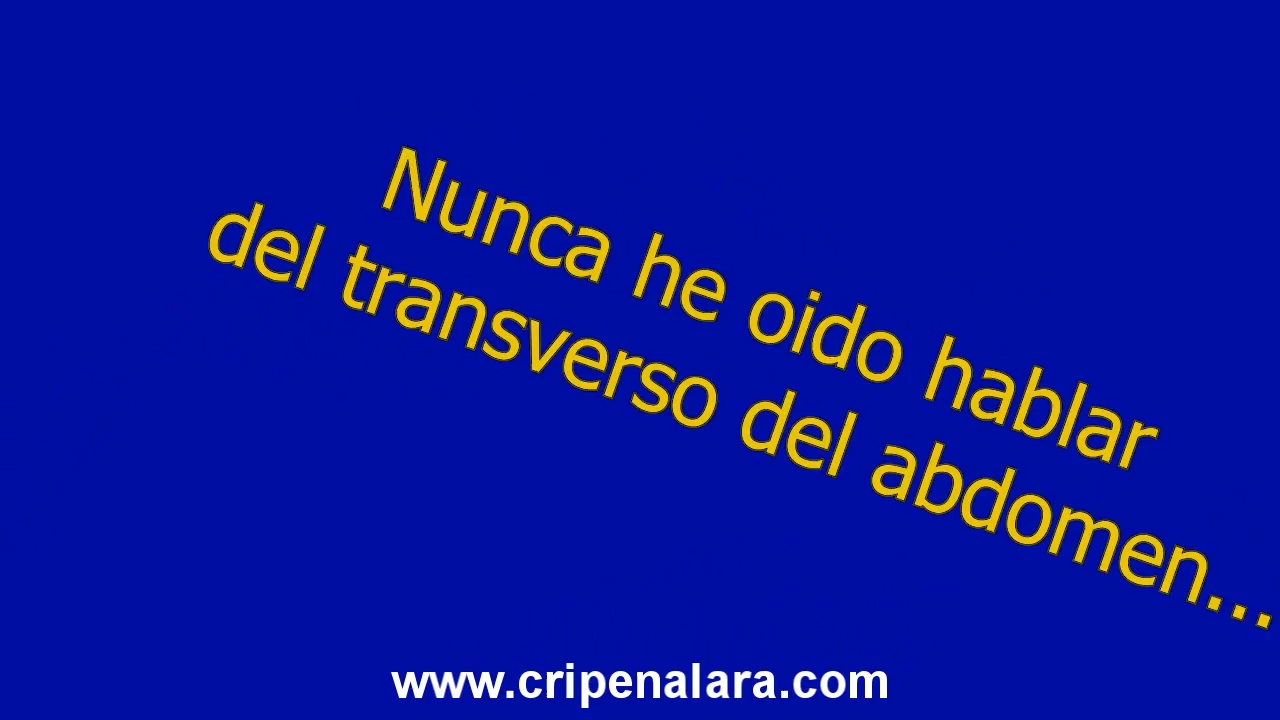 Nunca he oido hablar
del transverso del abdomen...
www.cripenalara.com